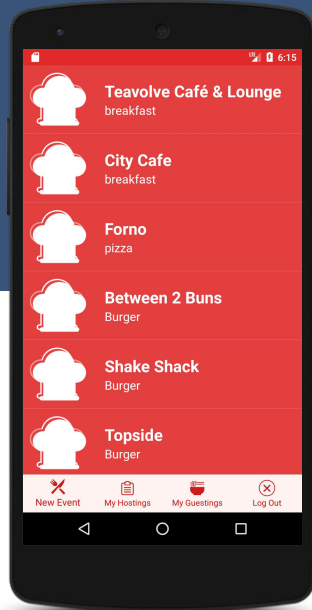 LTE 6:15
Teavolve Café & Lounge
breakfast
City Cafe
breakfast
Forno
pizza
Between 2 Buns
Burger
Shake Shack
Burger
Topside
Burger
New Event My Hostings My Guestings Log Out